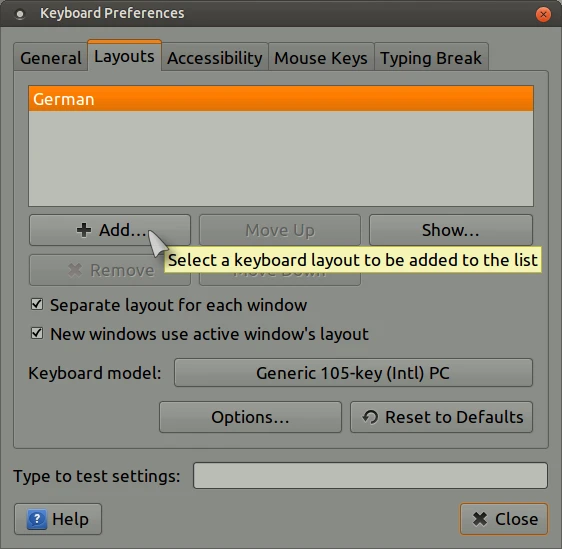 Keyboard Preferences
General Layouts Accessibility Mouse Keys Typing Break
German
Add... Move Up Show...
Select a keyboard layout to be added to the list
Remove Move Down
Separate layout for each window
New windows use active window's layout
Keyboard model: Generic 105-key (Intl) PC
Options... Reset to Defaults
Type to test settings:
Help Close